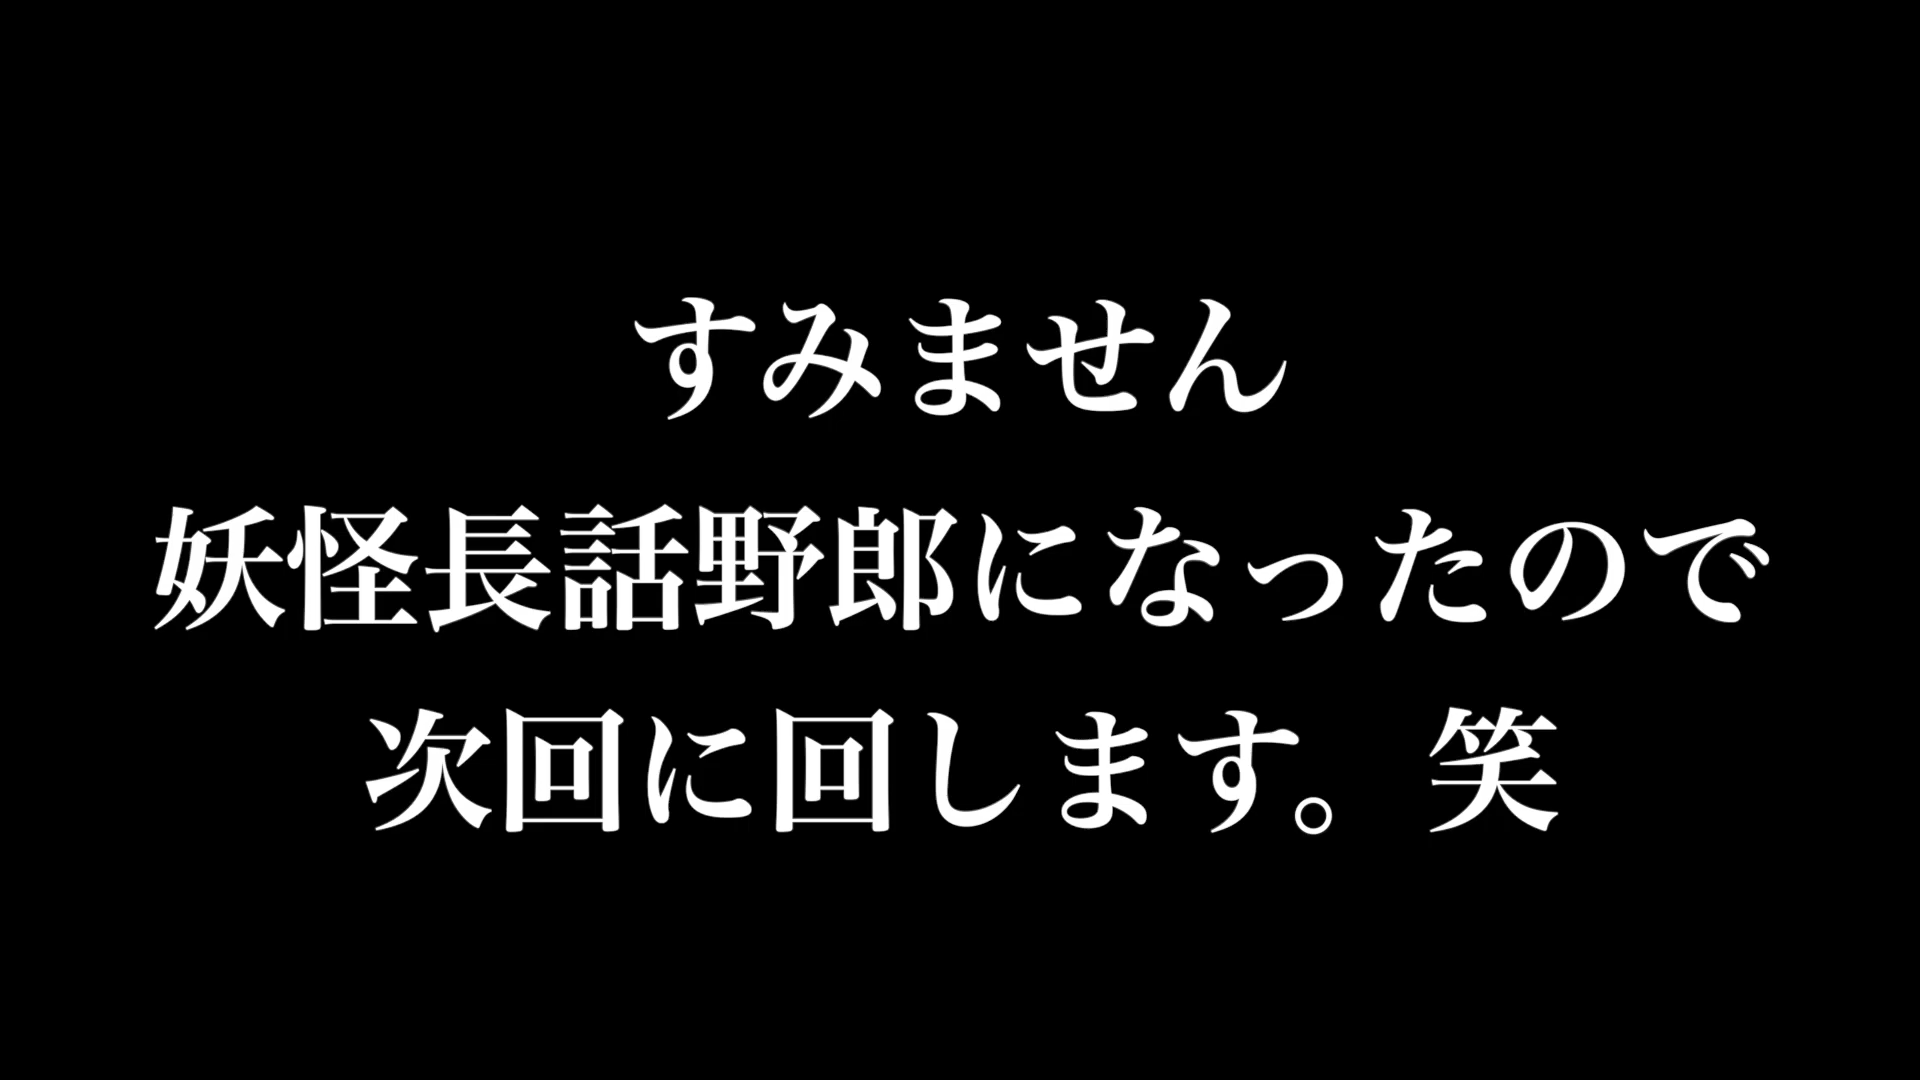 すみません
妖怪長話野郎になったので
次回に回します。笑